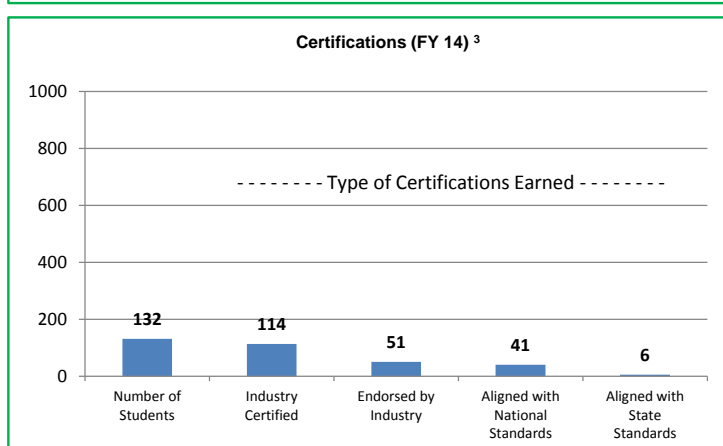 Certifications (FY 14) 3
1000
800
- - - - - - - - Type of Certifications Earned - - - - - - - -
600
400
200
132
114
51
41
6
0
Number of
Students
Industry
Certified
Endorsed by
Industry
Aligned with
National
Standards
Aligned with
State
Standards